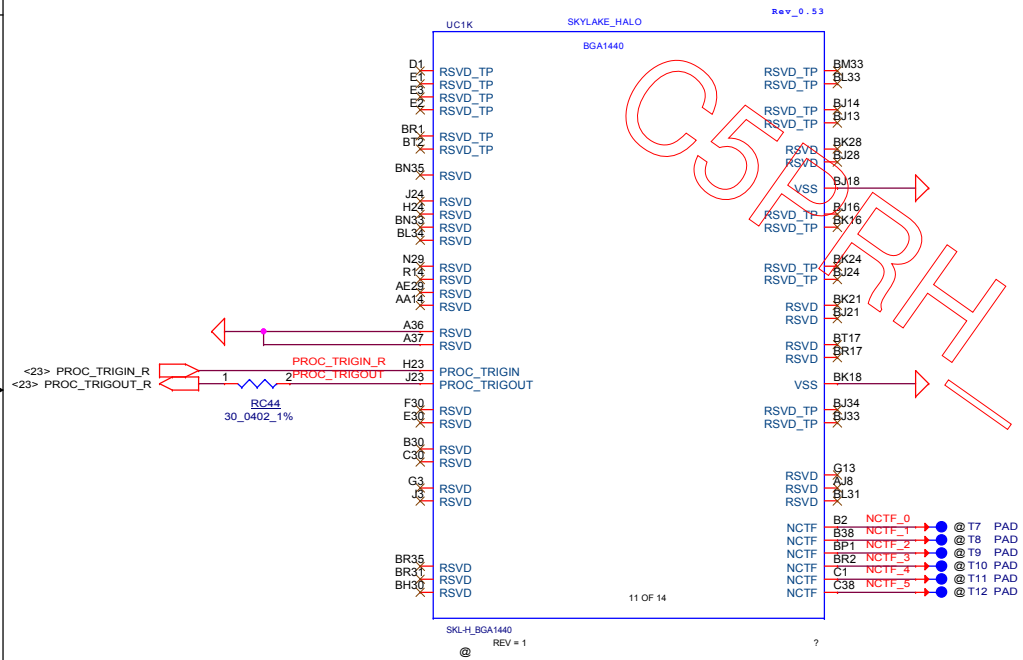 Rev_0.53
UC1K SKYLAKE_HALO
BGA1440
D1 RSVD_TP RSVD_TP BM33
E1 RSVD_TP RSVD_TP BL33
E3 RSVD_TP
E2 RSVD_TP RSVD_TP BJ14
RSVD_TP BJ13
BR1 RSVD_TP
BT2 RSVD_TP RSVD BK28
RSVD BJ28
BN35 RSVD
VSS BJ18
J24 RSVD
H24 RSVD RSVD_TP BJ16
BN33 RSVD RSVD_TP BK16
BL34 RSVD
N29 RSVD RSVD_TP BK24
R14 RSVD RSVD_TP BJ24
AE29 RSVD
AA14 RSVD RSVD BK21
RSVD BJ21
A36 RSVD
A37 RSVD RSVD BT17
RSVD BR17
<23> PROC_TRIGIN_R PROC_TRIGIN_R H23 PROC_TRIGIN
<23> PROC_TRIGOUT_R 1 2 PROC_TRIGOUT J23 PROC_TRIGOUT VSS BK18
RC44
30_0402_1%
F30 RSVD RSVD_TP BJ34
E30 RSVD RSVD_TP BJ33
B30 RSVD
C30 RSVD
G3 RSVD RSVD G13
J3 RSVD RSVD AJ8
RSVD BL31
NCTF B2 NCTF_0 @ T7 PAD
NCTF B38 NCTF_1 @ T8 PAD
NCTF BP1 NCTF_2 @ T9 PAD
BR35 RSVD NCTF BR2 NCTF_3 @ T10 PAD
BR31 RSVD NCTF C1 NCTF_4 @ T11 PAD
BH30 RSVD NCTF C38 NCTF_5 @ T12 PAD
11 OF 14
SKL-H_BGA1440
REV = 1 ?
@
C5PRH